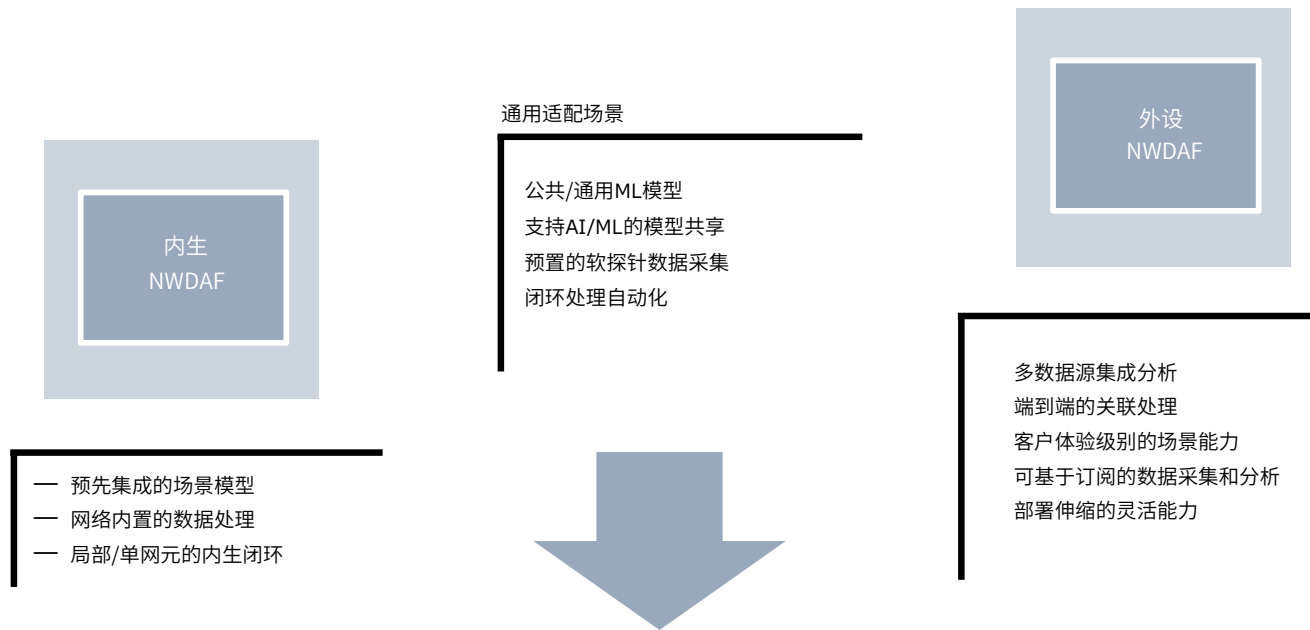 内生
NWDAF
— 预先集成的场景模型
— 网络内置的数据处理
— 局部/单网元的内生闭环
通用适配场景
公共/通用ML模型
支持AI/ML的模型共享
预置的软探针数据采集
闭环处理自动化
外设
NWDAF
多数据源集成分析
端到端的关联处理
客户体验级别的场景能力
可基于订阅的数据采集和分析
部署伸缩的灵活能力